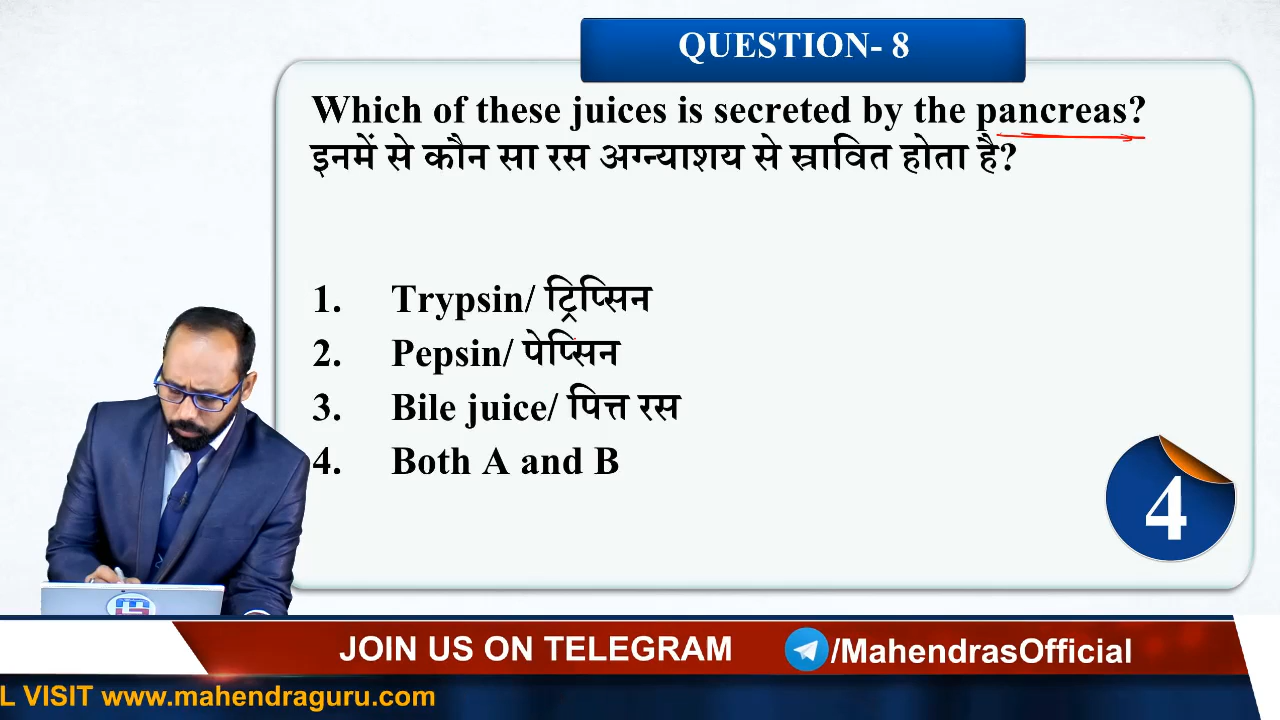 QUESTION- 8
Which of these juices is secreted by the pancreas?
इनमें से कौन सा रस अग्न्याशय से स्रावित होता है?
1. Trypsin/ ट्रिप्सिन
2. Pepsin/ पेप्सिन
3. Bile juice/ पित्त रस
4. Both A and B
4
JOIN US ON TELEGRAM /MahendrasOfficial
L VISIT www.mahendraguru.com